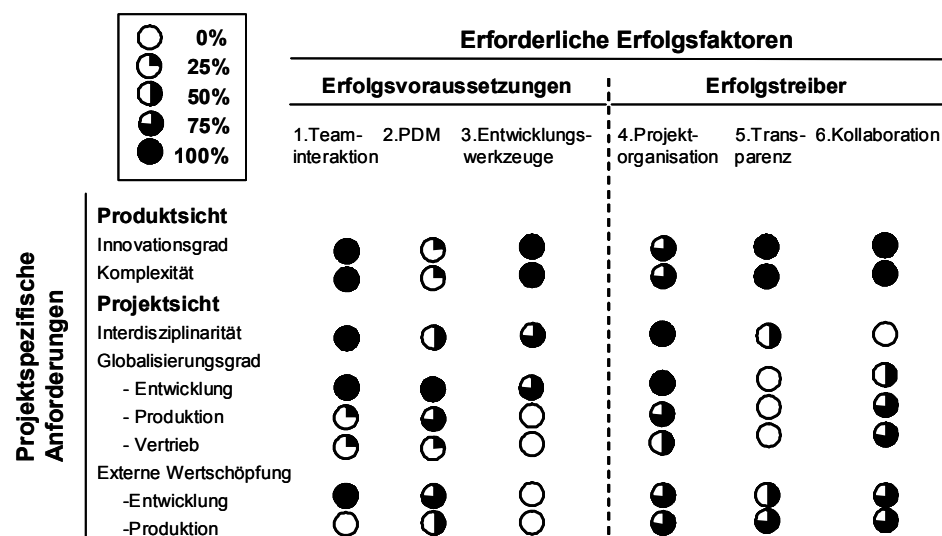 0%
25%
50%
75%
100%
Erforderliche Erfolgsfaktoren
Erfolgsvoraussetzungen
Erfolgstreiber
1.Team-
interaktion
2.PDM
3.Entwicklungs-
werkzeuge
4.Projekt-
organisation
5.Trans-
parenz
6.Kollaboration
Projektspezifische
Anforderungen
Produktsicht
Innovationsgrad
Komplexität
Projektsicht
Interdisziplinarität
Globalisierungsgrad
- Entwicklung
- Produktion
- Vertrieb
Externe Wertschöpfung
-Entwicklung
-Produktion